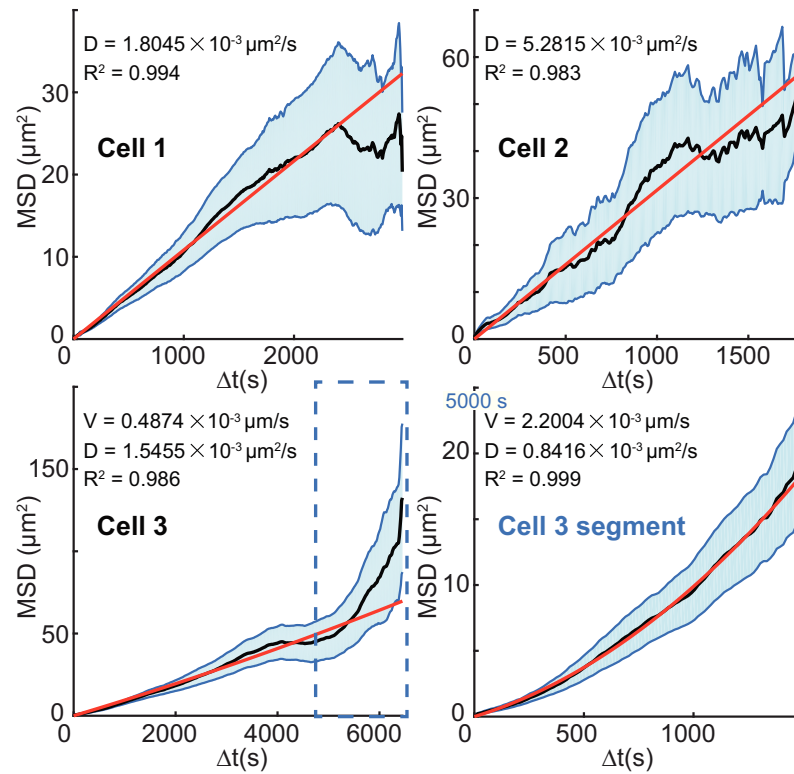 D = 1.8045 × 10⁻³ μm²/s
R² = 0.994
Cell 1
MSD (μm²)
30
20
10
0
0 1000 2000
Δt(s)
D = 5.2815 × 10⁻³ μm²/s
R² = 0.983
Cell 2
MSD (μm²)
60
30
0
0 500 1000 1500
Δt(s)
V = 0.4874 × 10⁻³ μm/s
D = 1.5455 × 10⁻³ μm²/s
R² = 0.986
Cell 3
MSD (μm²)
150
50
0
0 2000 4000 6000
Δt(s)
5000 s
V = 2.2004 × 10⁻³ μm/s
D = 0.8416 × 10⁻³ μm²/s
R² = 0.999
Cell 3 segment
MSD (μm²)
20
10
0
0 500 1000
Δt(s)